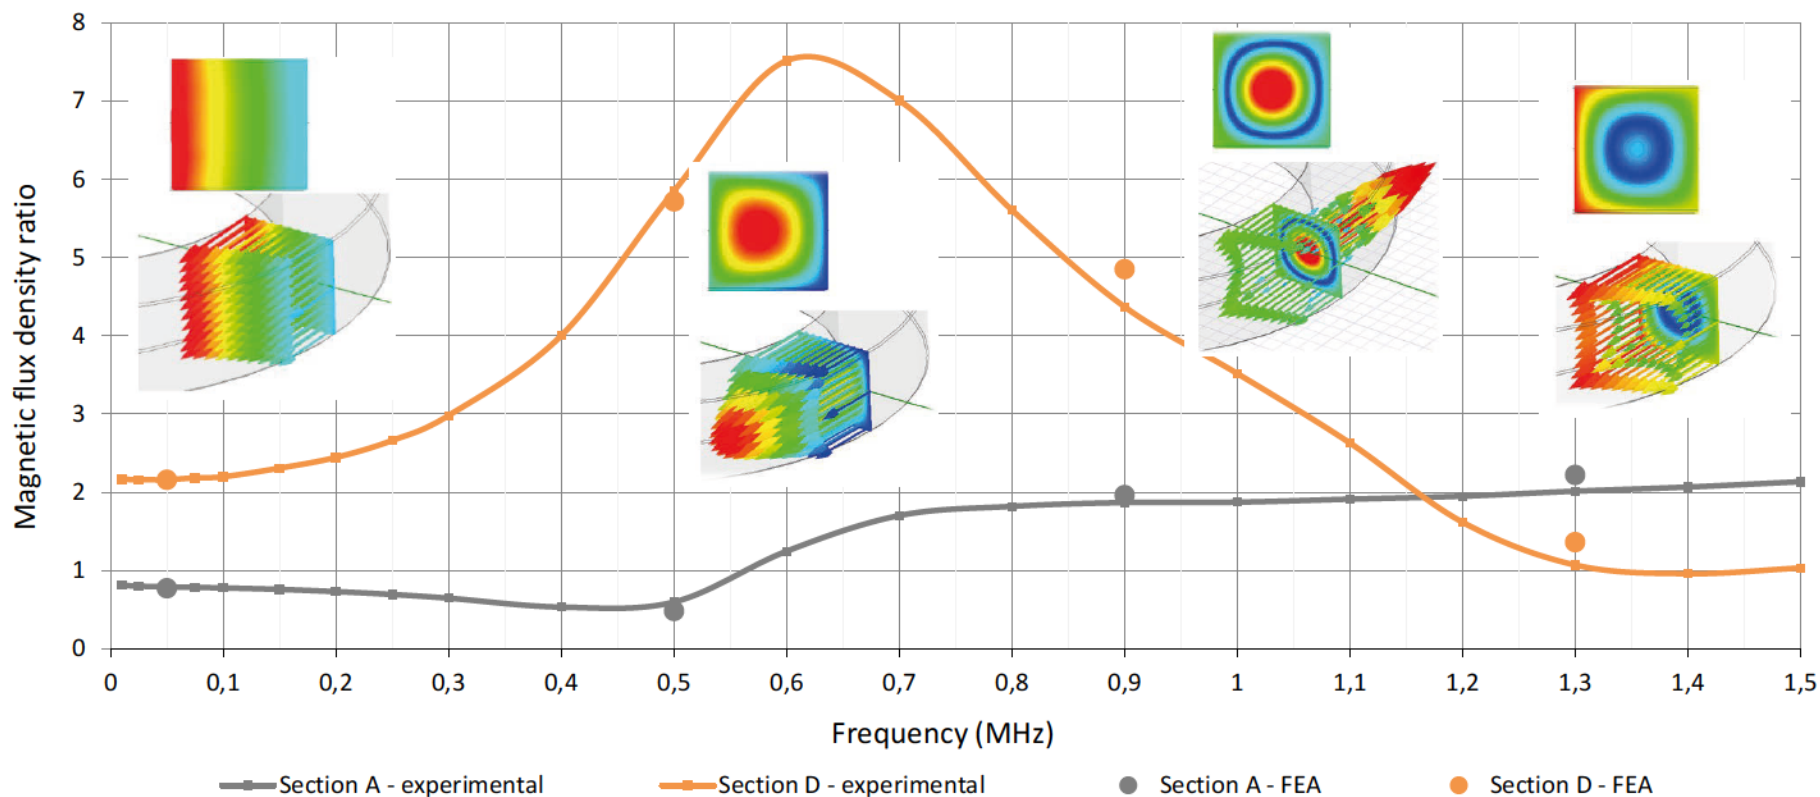 8
7
6
5
4
3
2
1
0
Magnetic flux density ratio
0 0,1 0,2 0,3 0,4 0,5 0,6 0,7 0,8 0,9 1 1,1 1,2 1,3 1,4 1,5
Frequency (MHz)
Section A - experimental Section D - experimental Section A - FEA Section D - FEA